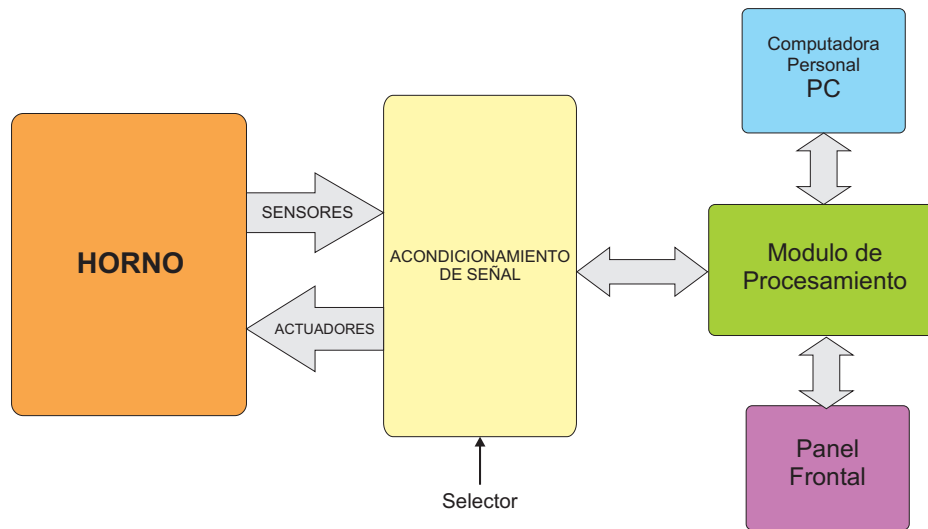 HORNO
SENSORES
ACTUADORES
ACONDICIONAMIENTO
DE SEÑAL
Selector
Computadora
Personal
PC
Modulo de
Procesamiento
Panel
Frontal